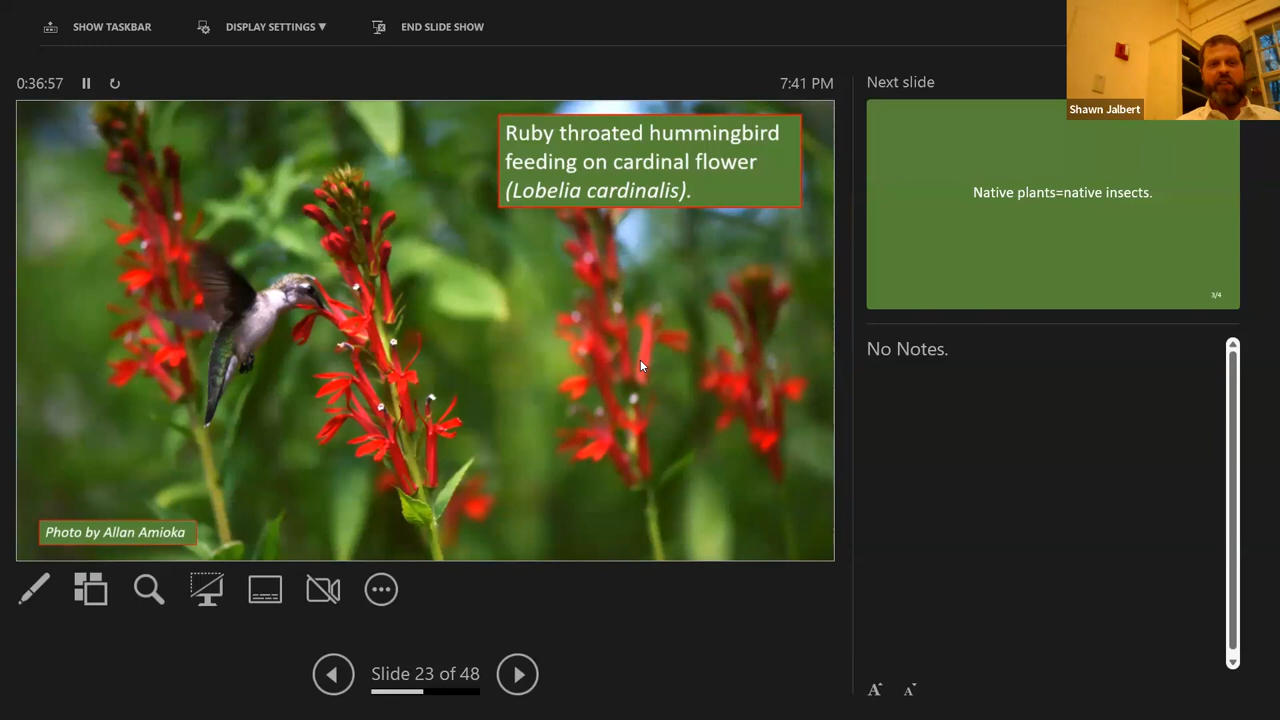 SHOW TASKBAR
DISPLAY SETTINGS ▼
END SLIDE SHOW
0:36:57
7:41 PM
Next slide
Shawn Jalbert
Ruby throated hummingbird
feeding on cardinal flower
(Lobelia cardinalis).
Photo by Allan Amioka
Native plants=native insects.
3/4
No Notes.
Slide 23 of 48
A
A